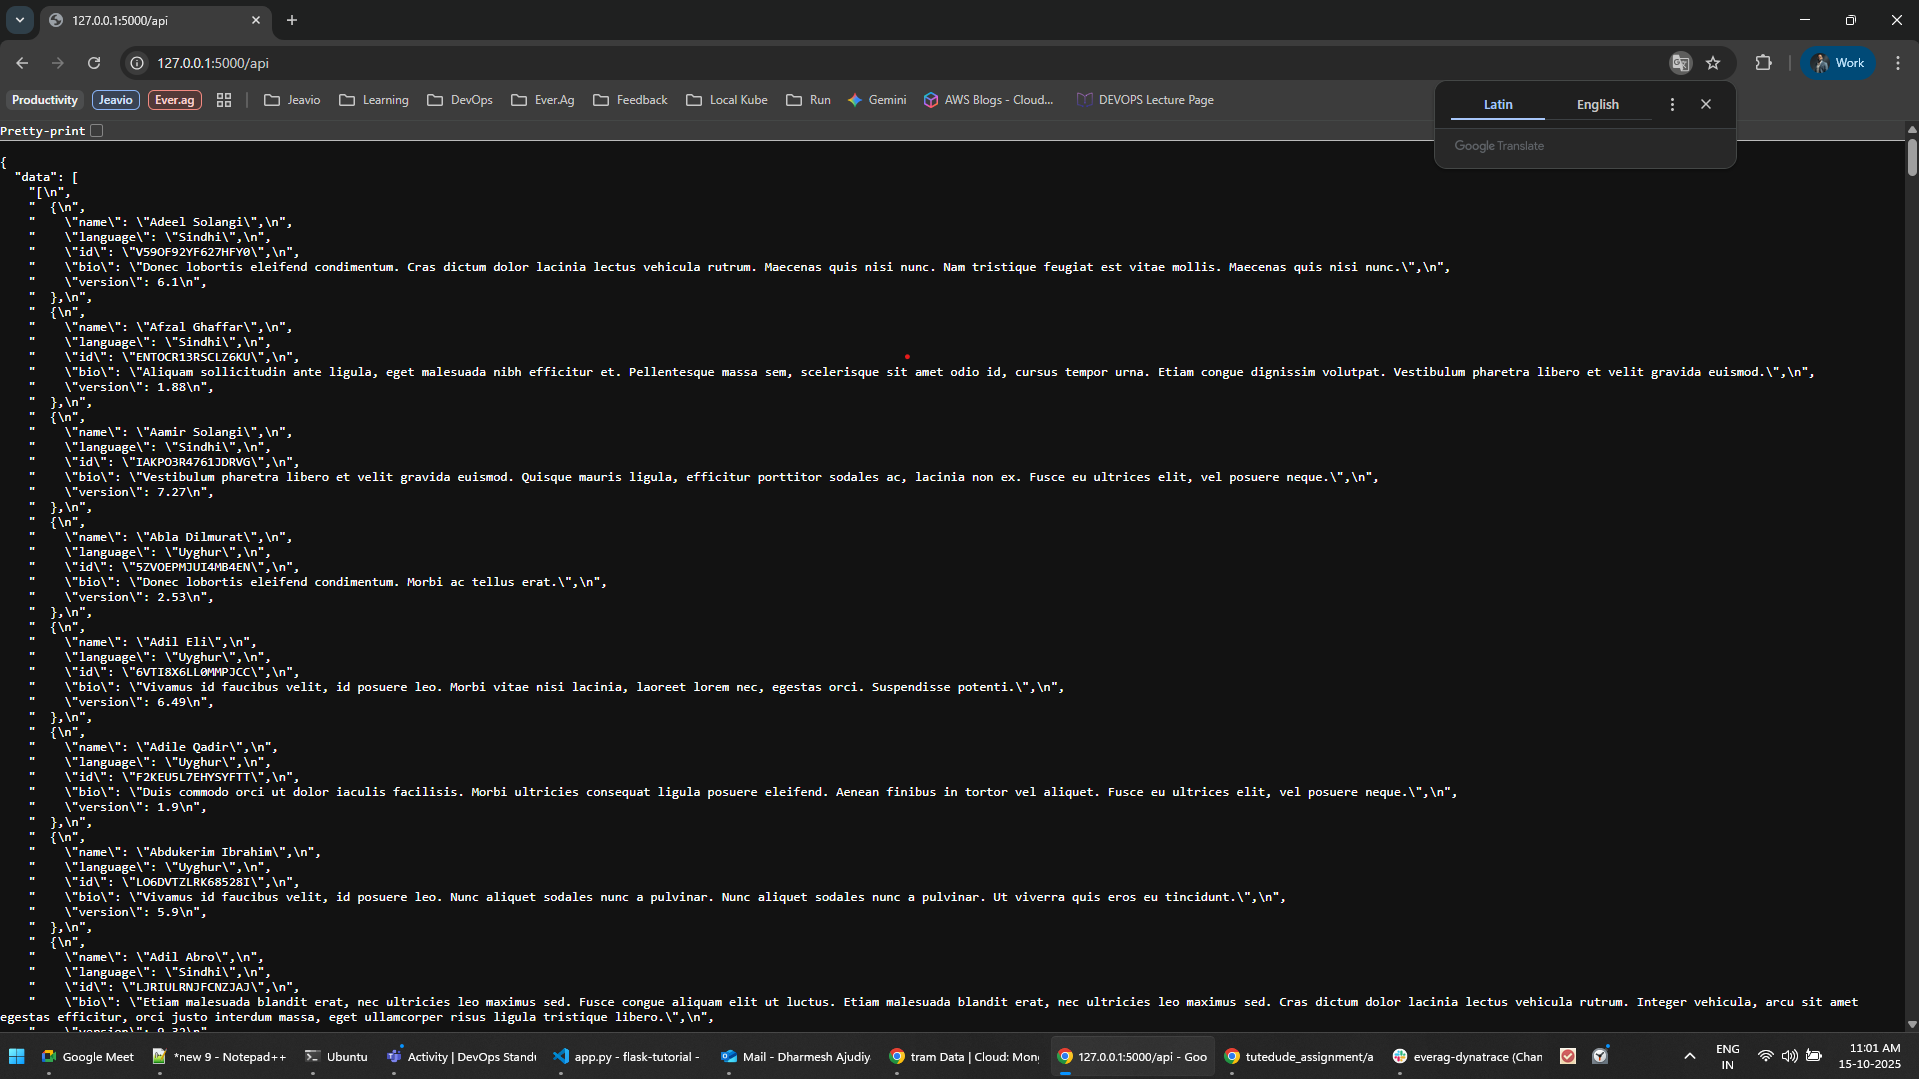 127.0.0.1:5000/api
127.0.0.1:5000/api
Work
Productivity
Jeavio
Ever.ag
Jeavio
Learning
DevOps
Ever.Ag
Feedback
Local Kube
Run
Gemini
AWS Blogs - Cloud...
DEVOPS Lecture Page
Latin
English
Google Translate
Pretty-print
{
  "data": [
    "[\n",
    "  {\n",
    "    \"name\": \"Adeel Solangi\",\n",
    "    \"language\": \"Sindhi\",\n",
    "    \"id\": \"V59OF92YF627HFY0\",\n",
    "    \"bio\": \"Donec lobortis eleifend condimentum. Cras dictum dolor lacinia lectus vehicula rutrum. Maecenas quis nisi nunc. Nam tristique feugiat est vitae mollis. Maecenas quis nisi nunc.\",\n",
    "    \"version\": 6.1\n",
    "  },\n",
    "  {\n",
    "    \"name\": \"Afzal Ghaffar\",\n",
    "    \"language\": \"Sindhi\",\n",
    "    \"id\": \"ENTOCR13RSCLZ6KU\",\n",
    "    \"bio\": \"Aliquam sollicitudin ante ligula, eget malesuada nibh efficitur et. Pellentesque massa sem, scelerisque sit amet odio id, cursus tempor urna. Etiam congue dignissim volutpat. Vestibulum pharetra libero et velit gravida euismod.\",\n",
    "    \"version\": 1.88\n",
    "  },\n",
    "  {\n",
    "    \"name\": \"Aamir Solangi\",\n",
    "    \"language\": \"Sindhi\",\n",
    "    \"id\": \"IAKPO3R4761JDRVG\",\n",
    "    \"bio\": \"Vestibulum pharetra libero et velit gravida euismod. Quisque mauris ligula, efficitur porttitor sodales ac, lacinia non ex. Fusce eu ultrices elit, vel posuere neque.\",\n",
    "    \"version\": 7.27\n",
    "  },\n",
    "  {\n",
    "    \"name\": \"Abla Dilmurat\",\n",
    "    \"language\": \"Uyghur\",\n",
    "    \"id\": \"5ZVOEPMJUI4MB4EN\",\n",
    "    \"bio\": \"Donec lobortis eleifend condimentum. Morbi ac tellus erat.\",\n",
    "    \"version\": 2.53\n",
    "  },\n",
    "  {\n",
    "    \"name\": \"Adil Eli\",\n",
    "    \"language\": \"Uyghur\",\n",
    "    \"id\": \"6VTI8X6LL0MMPJCC\",\n",
    "    \"bio\": \"Vivamus id faucibus velit, id posuere leo. Morbi vitae nisi lacinia, laoreet lorem nec, egestas orci. Suspendisse potenti.\",\n",
    "    \"version\": 6.49\n",
    "  },\n",
    "  {\n",
    "    \"name\": \"Adile Qadir\",\n",
    "    \"language\": \"Uyghur\",\n",
    "    \"id\": \"F2KEU5L7EHYSYFTT\",\n",
    "    \"bio\": \"Duis commodo orci ut dolor iaculis facilisis. Morbi ultricies consequat ligula posuere eleifend. Aenean finibus in tortor vel aliquet. Fusce eu ultrices elit, vel posuere neque.\",\n",
    "    \"version\": 1.9\n",
    "  },\n",
    "  {\n",
    "    \"name\": \"Abdukerim Ibrahim\",\n",
    "    \"language\": \"Uyghur\",\n",
    "    \"id\": \"LO6DVTZLRK68528I\",\n",
    "    \"bio\": \"Vivamus id faucibus velit, id posuere leo. Nunc aliquet sodales nunc a pulvinar. Nunc aliquet sodales nunc a pulvinar. Ut viverra quis eros eu tincidunt.\",\n",
    "    \"version\": 5.9\n",
    "  },\n",
    "  {\n",
    "    \"name\": \"Adil Abro\",\n",
    "    \"language\": \"Sindhi\",\n",
    "    \"id\": \"LJRIULRNJFCNZJAJ\",\n",
    "    \"bio\": \"Etiam malesuada blandit erat, nec ultricies leo maximus sed. Fusce congue aliquam elit ut luctus. Etiam malesuada blandit erat, nec ultricies leo maximus sed. Cras dictum dolor lacinia lectus vehicula rutrum. Integer vehicula, arcu sit amet
egestas efficitur, orci justo interdum massa, eget ullamcorper risus ligula tristique libero.\",\n",
    "    \"version\": 9.32\n"
Google Meet
*new 9 - Notepad++
Ubuntu
Activity | DevOps Stand
app.py - flask-tutorial -
Mail - Dharmesh Ajudiy
tram Data | Cloud: Mon
127.0.0.1:5000/api - Goo
tutedude_assignment/a
everag-dynatrace (Chan
ENG
IN
11:01 AM
15-10-2025